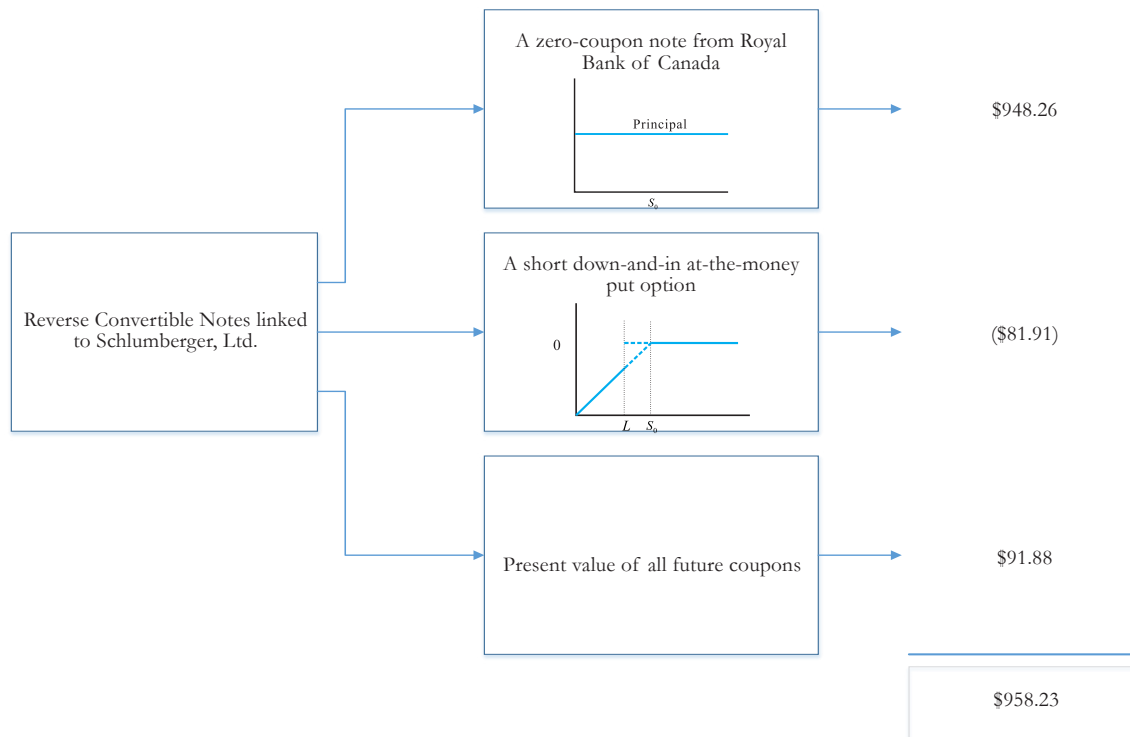 A zero-coupon note from Royal
Bank of Canada
Principal
S₀
$948.26
Reverse Convertible Notes linked
to Schlumberger, Ltd.
A short down-and-in at-the-money
put option
0
L S₀
($81.91)
Present value of all future coupons
$91.88
$958.23